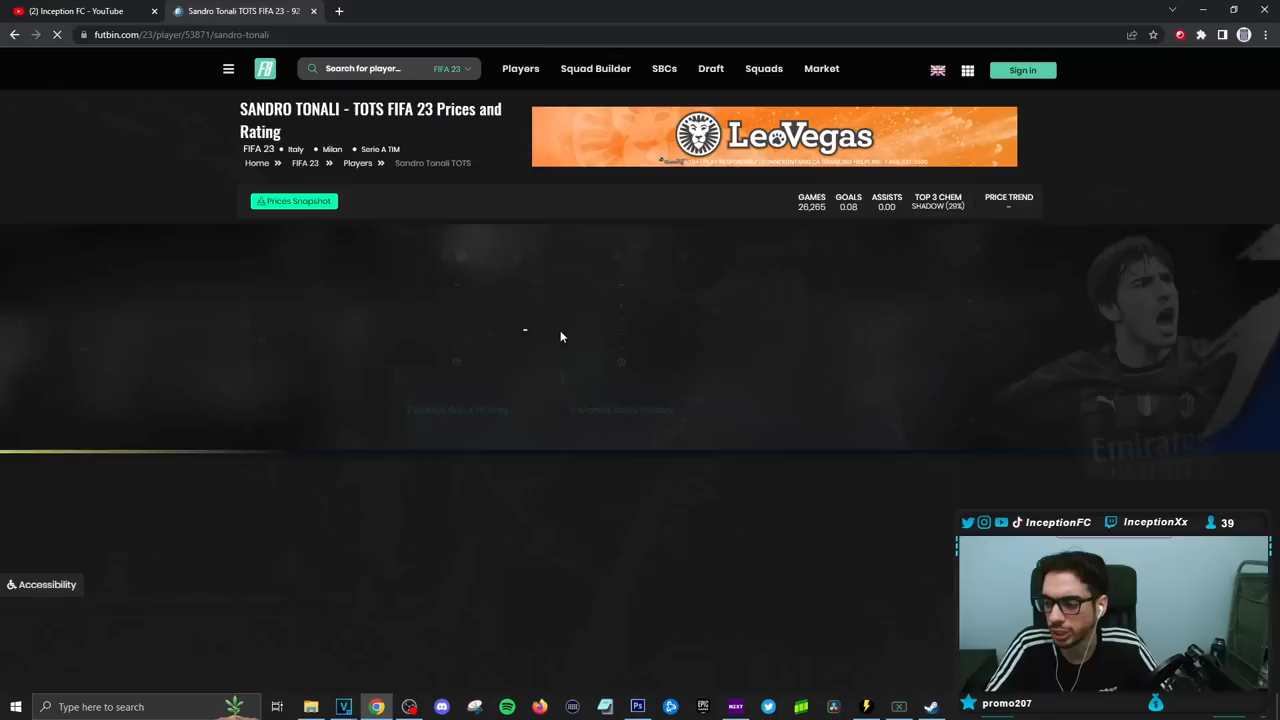 (2) Inception FC - YouTube
Sandro Tonali TOTS FIFA 23 - 92
futbin.com/23/player/53871/sandro-tonali
FB
Search for player...
FIFA 23
Players
Squad Builder
SBCs
Draft
Squads
Market
Sign in
SANDRO TONALI - TOTS FIFA 23 Prices and
Rating
FIFA 23 • Italy • Milan • Serie A TIM
Home » FIFA 23 » Players » Sandro Tonali TOTS
LeoVegas
Prices Snapshot
GAMES GOALS ASSISTS TOP 3 CHEM PRICE TREND
26,265 0.08 0.00 SHADOW (29%) -
-
Emirates
Accessibility
InceptionFC
InceptionXx
39
promo207
Type here to search